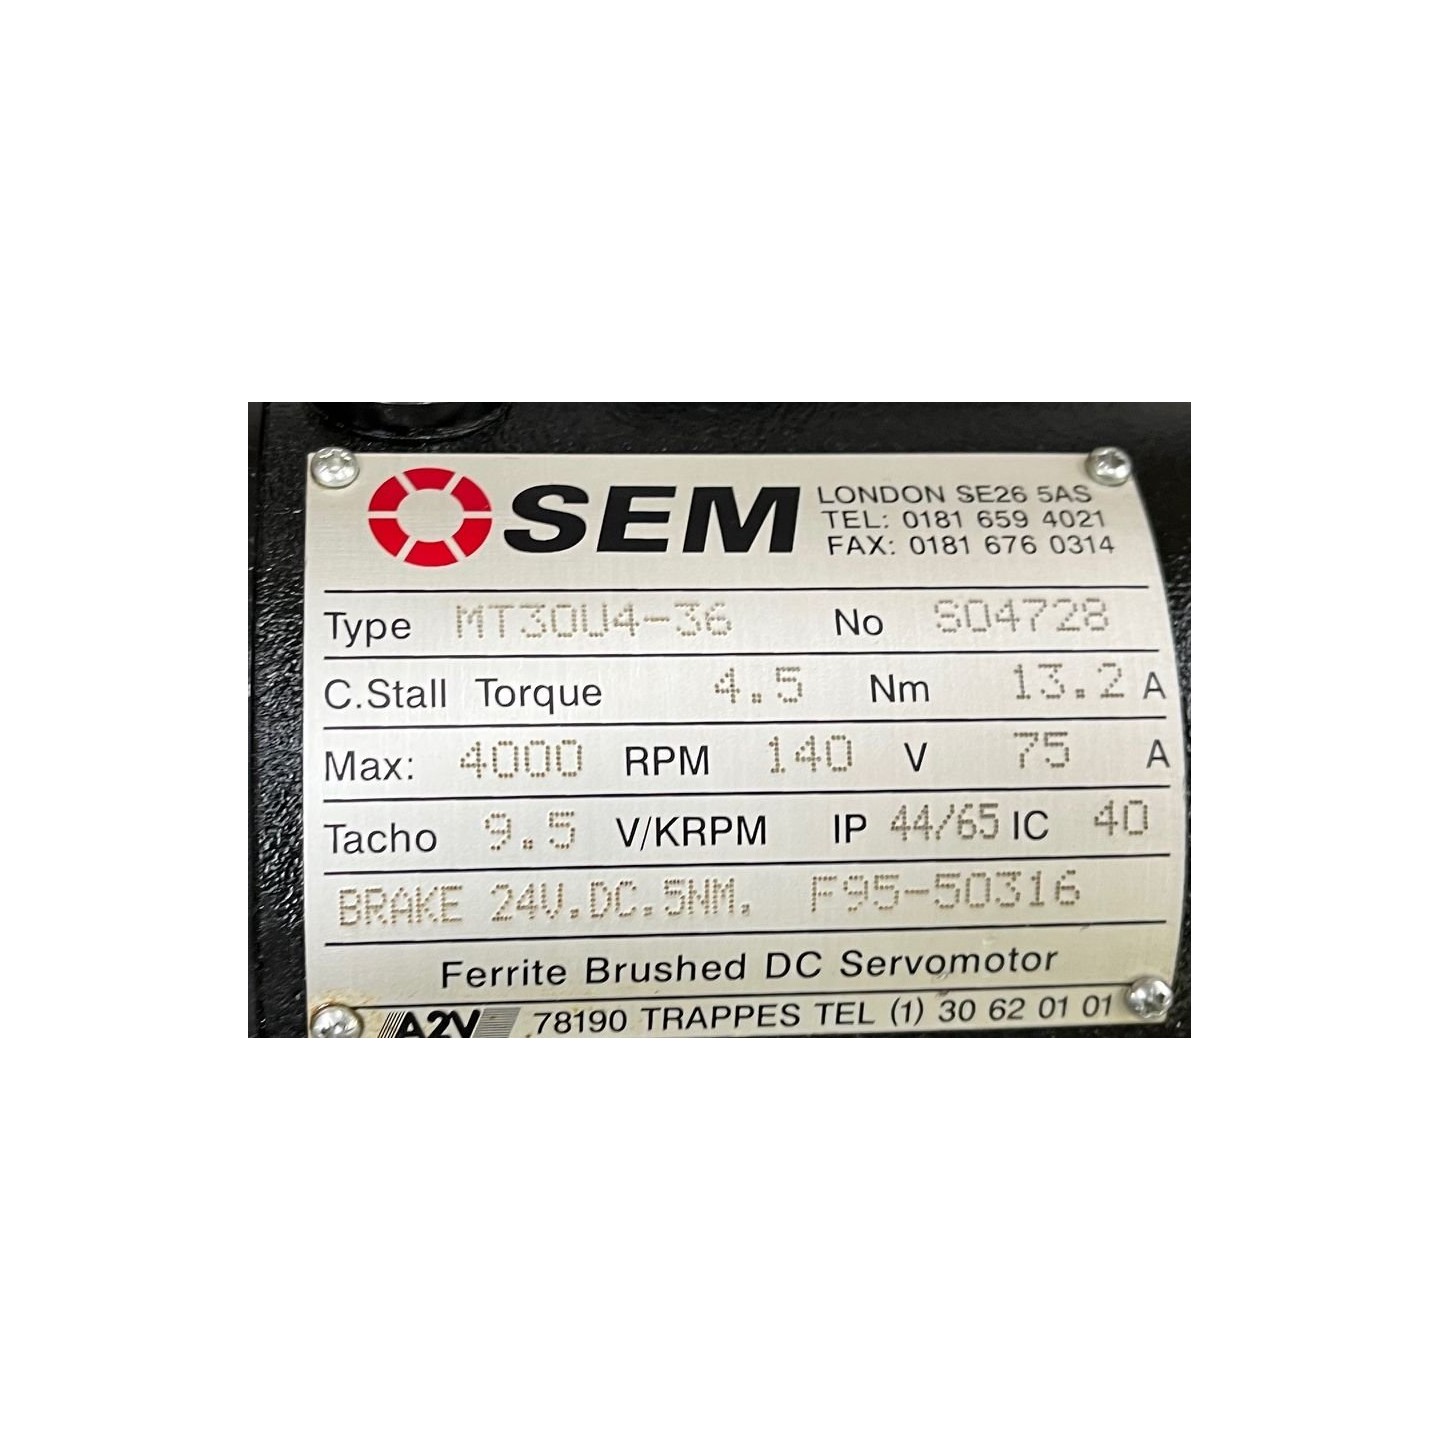 SEM
LONDON SE26 5AS
TEL: 0181 659 4021
FAX: 0181 676 0314
Type MT30U4-36 No S04728
C.Stall Torque 4.5 Nm 13.2 A
Max: 4000 RPM 140 V 75 A
Tacho 9.5 V/KRPM IP 44/65 IC 40
BRAKE 24V.DC.5NM. F95-50316
Ferrite Brushed DC Servomotor
A2V 78190 TRAPPES TEL (1) 30 62 01 01